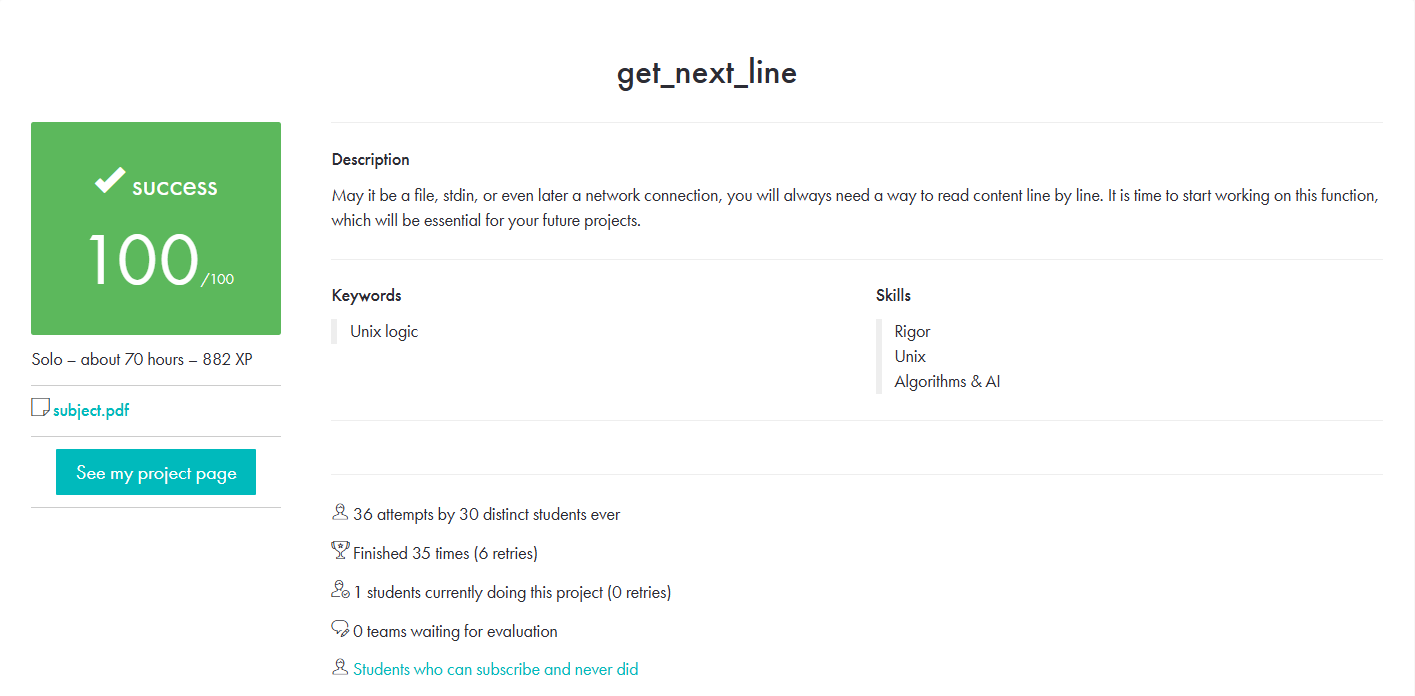 get_next_line
success
100/100
Solo – about 70 hours – 882 XP
subject.pdf
See my project page
Description
May it be a file, stdin, or even later a network connection, you will always need a way to read content line by line. It is time to start working on this function,
which will be essential for your future projects.
Keywords
Unix logic
Skills
Rigor
Unix
Algorithms & AI
36 attempts by 30 distinct students ever
Finished 35 times (6 retries)
1 students currently doing this project (0 retries)
0 teams waiting for evaluation
Students who can subscribe and never did